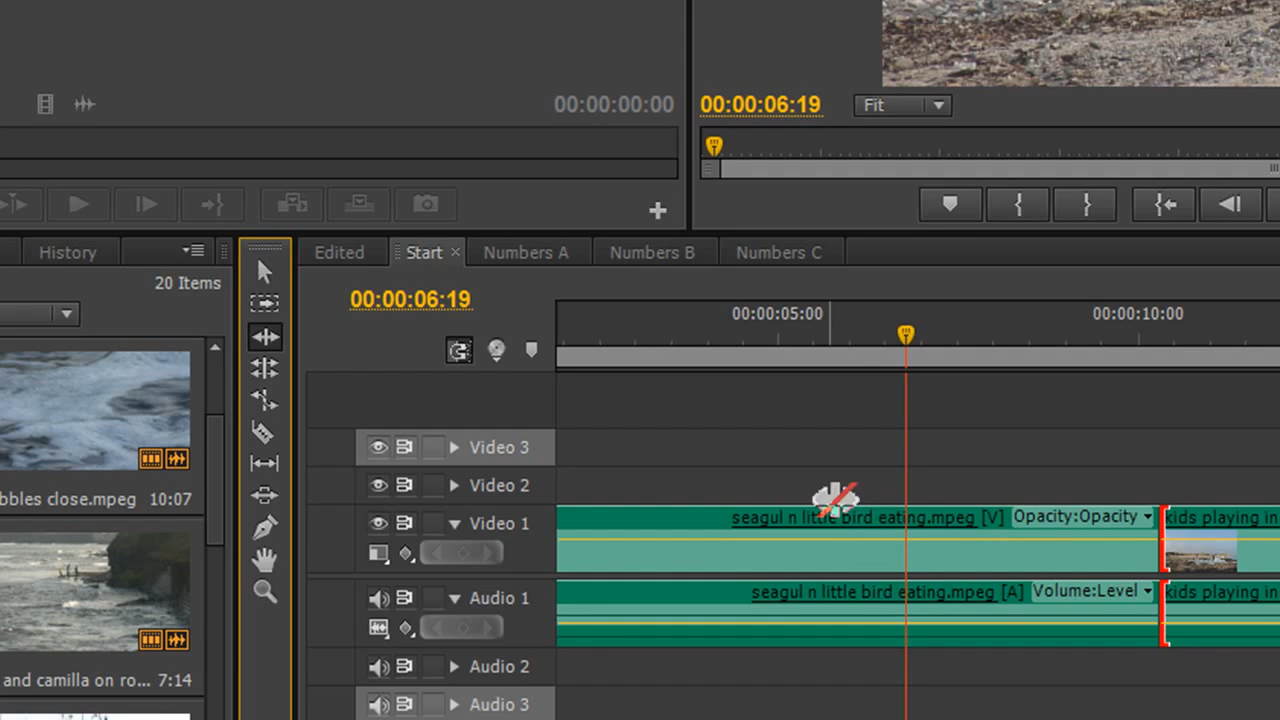 00:00:00:00
00:00:06:19
Fit
History
Edited
Start
Numbers A
Numbers B
Numbers C
20 Items
00:00:06:19
00:00:05:00
00:00:10:00
Video 3
Video 2
bbles close.mpeg 10:07
Video 1
seagul n little bird eating.mpeg [V] Opacity:Opacity
kids playing in
Audio 1
seagul n little bird eating.mpeg [A] Volume:Level
kids playing in
Audio 2
and camilla on ro... 7:14
Audio 3